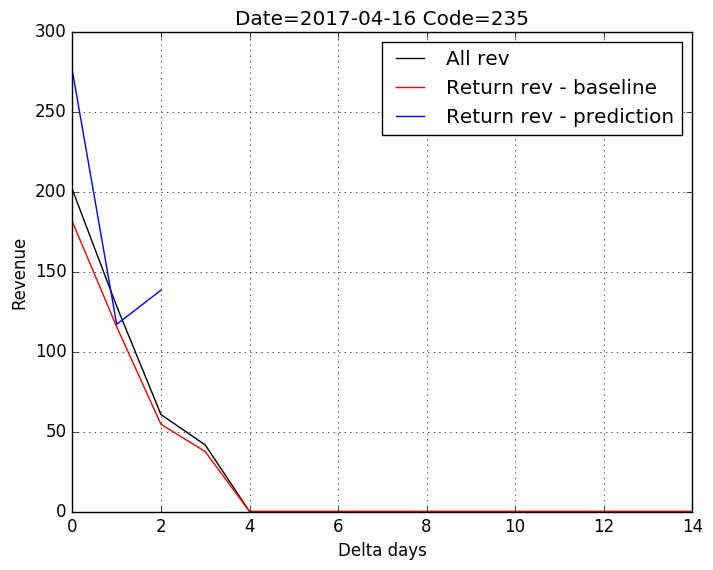 Date=2017-04-16 Code=235
All rev
Return rev - baseline
Return rev - prediction
300
250
200
150
100
50
0
Revenue
0 2 4 6 8 10 12 14
Delta days